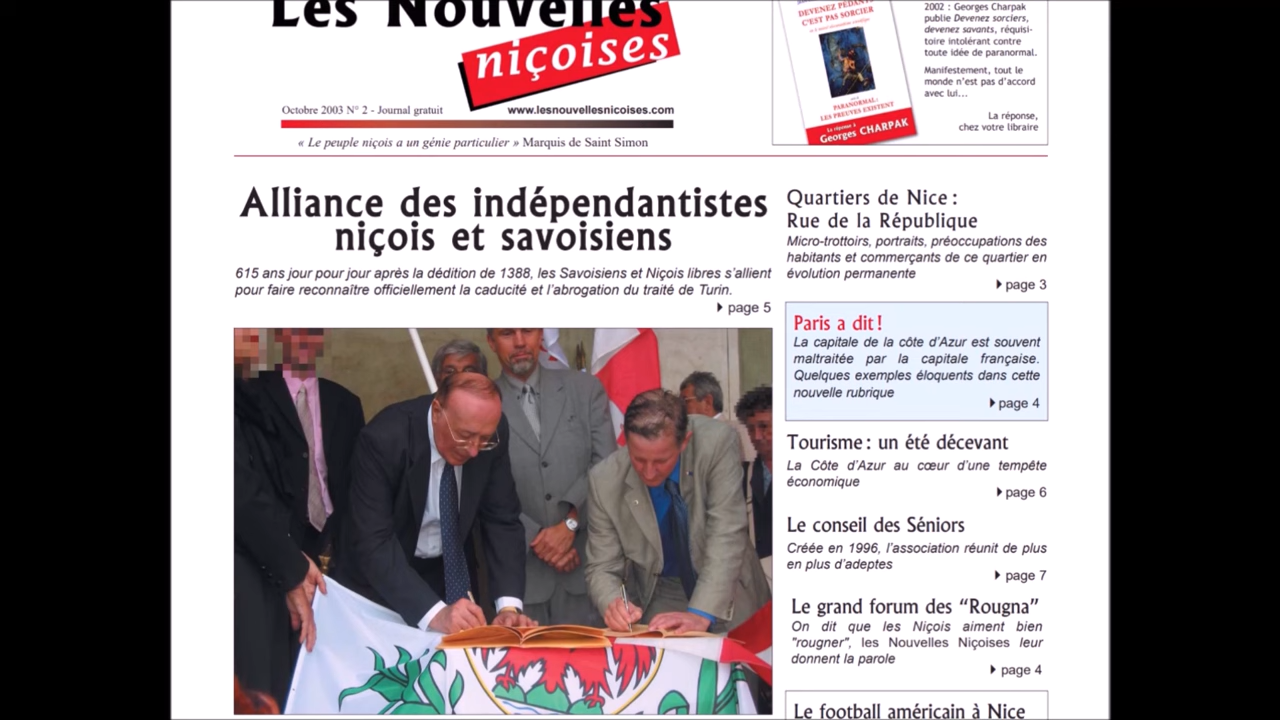 Les Nouvelles
niçoises
Octobre 2003 N° 2 - Journal gratuit
www.lesnouvellesnicoises.com
« Le peuple niçois a un génie particulier » Marquis de Saint Simon
DEVENEZ PÉDANT
C'EST PAS SORCIER
PARANORMAL :
LES PREUVES EXISTENT
La réponse à
Georges CHARPAK
2002 : Georges Charpak
publie Devenez sorciers,
devenez savants, réquisi-
toire intolérant contre
toute idée de paranormal.
Manifestement, tout le
monde n'est pas d'accord
avec lui...
La réponse,
chez votre libraire
Alliance des indépendantistes
niçois et savoisiens
615 ans jour pour jour après la dédition de 1388, les Savoisiens et Niçois libres s'allient
pour faire reconnaître officiellement la caducité et l'abrogation du traité de Turin.
page 5
Quartiers de Nice :
Rue de la République
Micro-trottoirs, portraits, préoccupations des
habitants et commerçants de ce quartier en
évolution permanente
page 3
Paris a dit !
La capitale de la côte d'Azur est souvent
maltraitée par la capitale française.
Quelques exemples éloquents dans cette
nouvelle rubrique
page 4
Tourisme : un été décevant
La Côte d'Azur au cœur d'une tempête
économique
page 6
Le conseil des Séniors
Créée en 1996, l'association réunit de plus
en plus d'adeptes
page 7
Le grand forum des “Rougna”
On dit que les Niçois aiment bien
"rougner", les Nouvelles Niçoises leur
donnent la parole
page 4
Le football américain à Nice